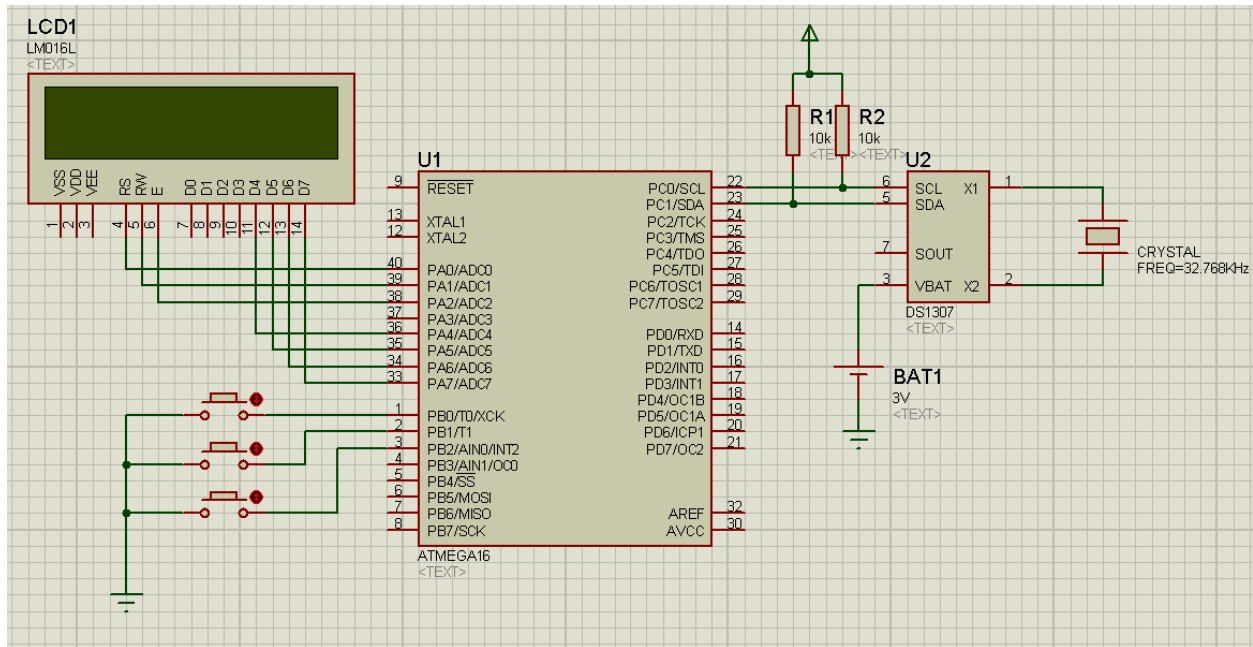 LCD1
LM016L
<TEXT>
VSS
VDD
VEE
RS
RW
E
D0
D1
D2
D3
D4
D5
D6
D7
1
2
3
4
5
6
7
8
9
10
11
12
13
14
U1
9 RESET
13 XTAL1
12 XTAL2
40 PA0/ADC0
39 PA1/ADC1
38 PA2/ADC2
37 PA3/ADC3
36 PA4/ADC4
35 PA5/ADC5
34 PA6/ADC6
33 PA7/ADC7
1 PB0/T0/XCK
2 PB1/T1
3 PB2/AIN0/INT2
4 PB3/AIN1/OC0
5 PB4/SS
6 PB5/MOSI
7 PB6/MISO
8 PB7/SCK
PC0/SCL 22
PC1/SDA 23
PC2/TCK 24
PC3/TMS 25
PC4/TDO 26
PC5/TDI 27
PC6/TOSC1 28
PC7/TOSC2 29
PD0/RXD 14
PD1/TXD 15
PD2/INT0 16
PD3/INT1 17
PD4/OC1B 18
PD5/OC1A 19
PD6/ICP1 20
PD7/OC2 21
AREF 32
AVCC 30
ATMEGA16
<TEXT>
R1
10k
<TEXT>
R2
10k
<TEXT>
U2
6 SCL X1 1
5 SDA
7 SOUT
3 VBAT X2 2
DS1307
<TEXT>
CRYSTAL
FREQ=32.768KHz
BAT1
3V
<TEXT>